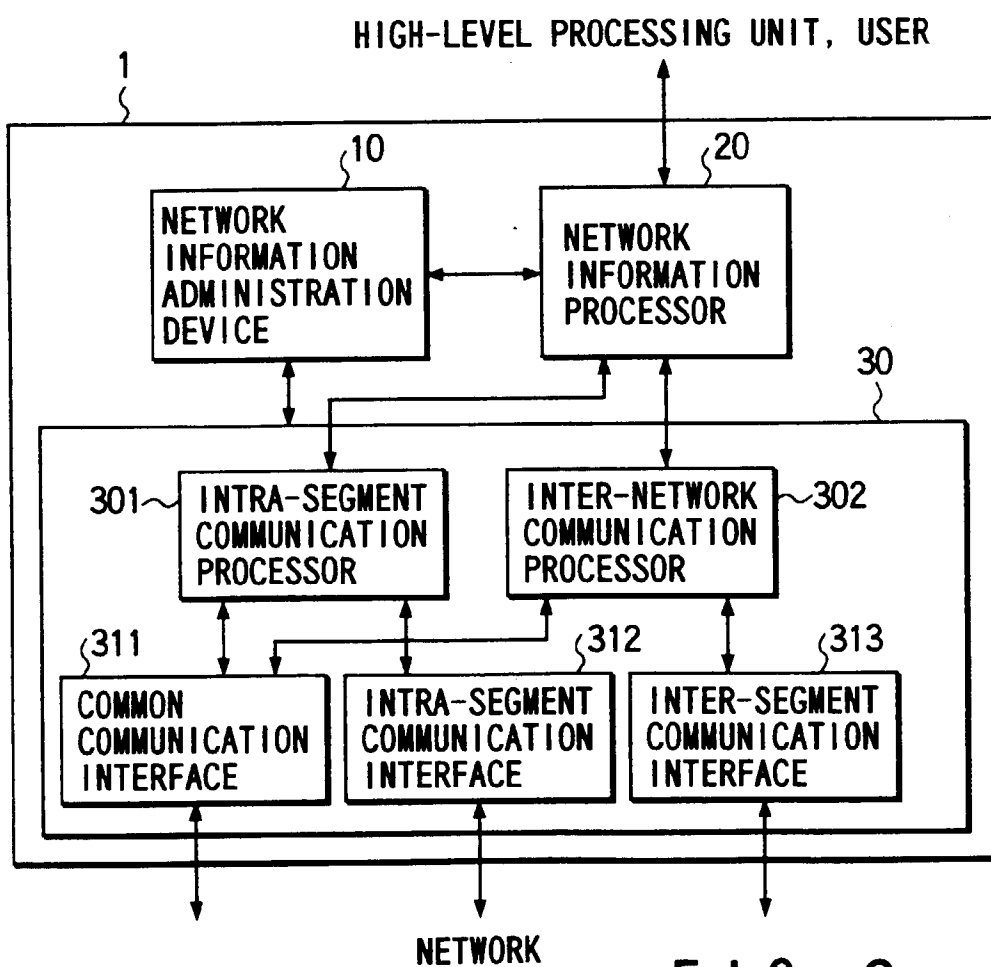 HIGH-LEVEL PROCESSING UNIT, USER
1
10
20
NETWORK
INFORMATION
ADMINISTRATION
DEVICE
NETWORK
INFORMATION
PROCESSOR
30
301
INTRA-SEGMENT
COMMUNICATION
PROCESSOR
INTER-NETWORK
COMMUNICATION
PROCESSOR
302
311
312
313
COMMON
COMMUNICATION
INTERFACE
INTRA-SEGMENT
COMMUNICATION
INTERFACE
INTER-SEGMENT
COMMUNICATION
INTERFACE
NETWORK